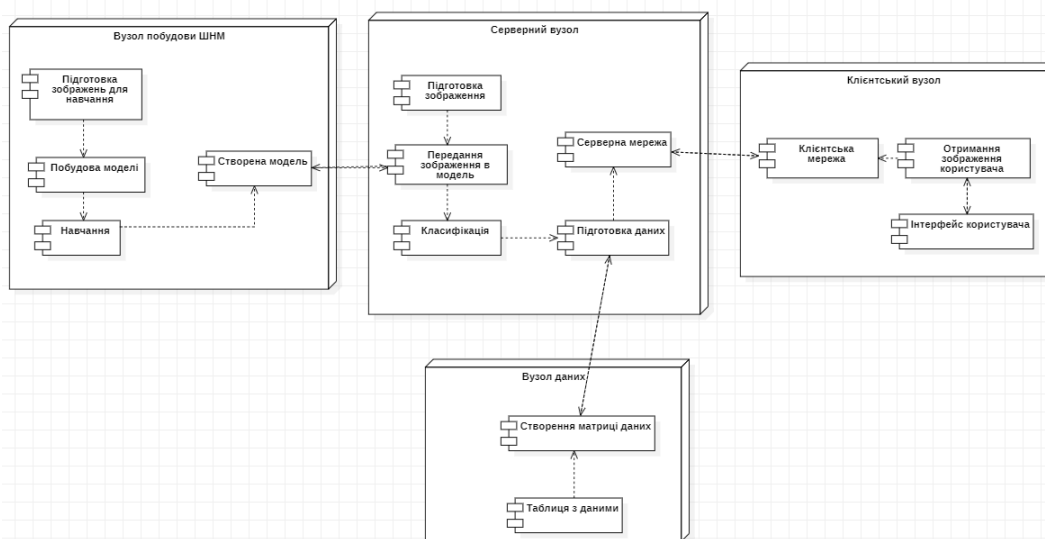 Вузол побудови ШНМ
Підготовка
зображень для
навчання
Побудова моделі
Навчання
Створена модель
Серверний вузол
Підготовка
зображення
Передання
зображення в
модель
Класифікація
Серверна мережа
Підготовка даних
Клієнтський вузол
Клієнтська
мережа
Отримання
зображення
користувача
Інтерфейс користувача
Вузол даних
Створення матриці даних
Таблиця з даними